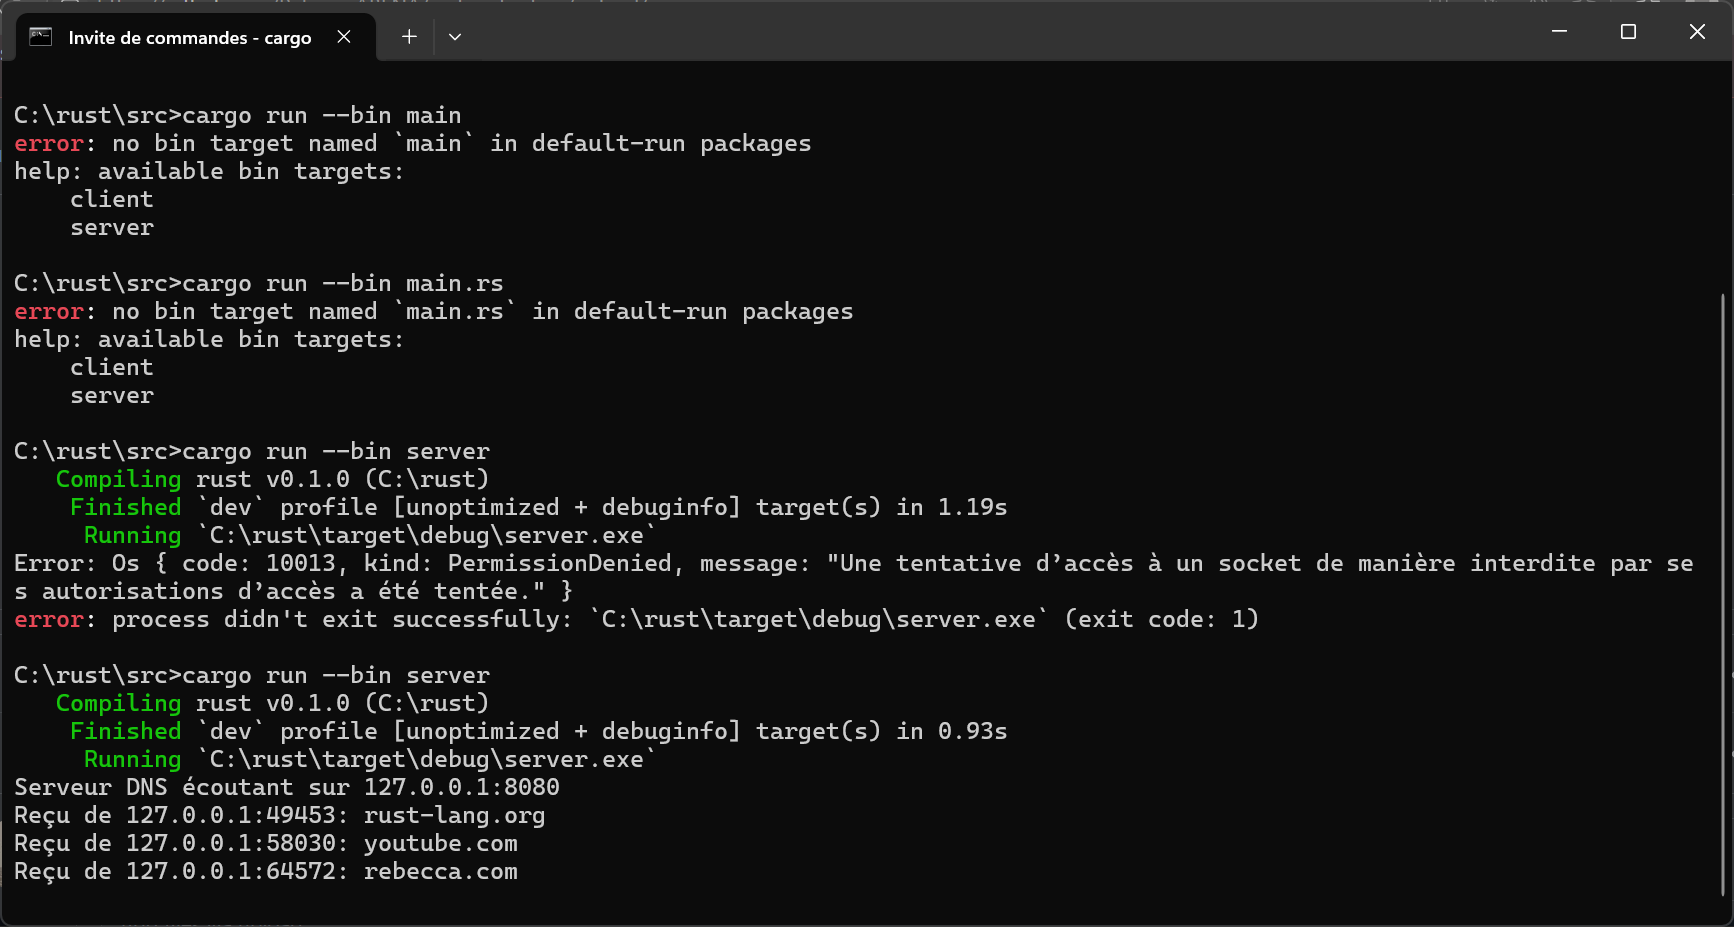 Invite de commandes - cargo
C:\rust\src>cargo run --bin main
error: no bin target named `main` in default-run packages
help: available bin targets:
    client
    server
C:\rust\src>cargo run --bin main.rs
error: no bin target named `main.rs` in default-run packages
help: available bin targets:
    client
    server
C:\rust\src>cargo run --bin server
   Compiling rust v0.1.0 (C:\rust)
    Finished `dev` profile [unoptimized + debuginfo] target(s) in 1.19s
     Running `C:\rust\target\debug\server.exe`
Error: Os { code: 10013, kind: PermissionDenied, message: "Une tentative d’accès à un socket de manière interdite par se
s autorisations d’accès a été tentée." }
error: process didn't exit successfully: `C:\rust\target\debug\server.exe` (exit code: 1)
C:\rust\src>cargo run --bin server
   Compiling rust v0.1.0 (C:\rust)
    Finished `dev` profile [unoptimized + debuginfo] target(s) in 0.93s
     Running `C:\rust\target\debug\server.exe`
Serveur DNS écoutant sur 127.0.0.1:8080
Reçu de 127.0.0.1:49453: rust-lang.org
Reçu de 127.0.0.1:58030: youtube.com
Reçu de 127.0.0.1:64572: rebecca.com